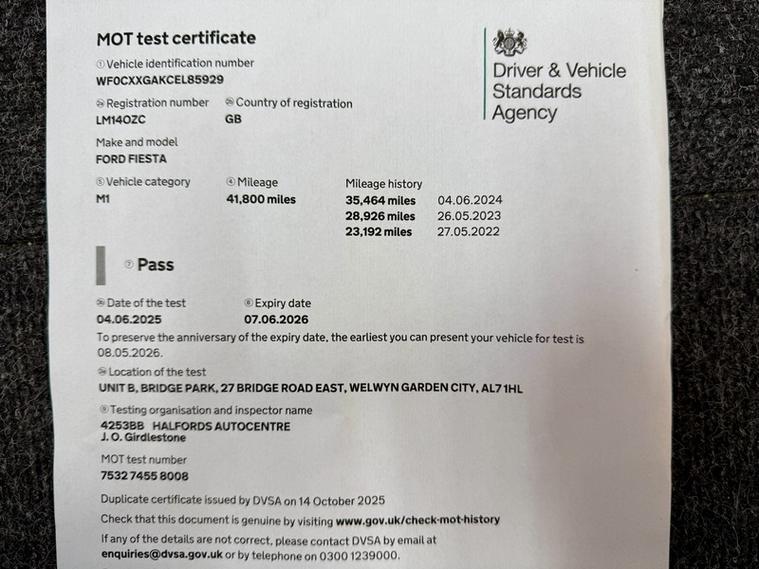 MOT test certificate
Driver & Vehicle
Standards
Agency
① Vehicle identification number
WF0CXXGAKCEL85929
Registration number Country of registration
LM14OZC GB
Make and model
FORD FIESTA
⑤ Vehicle category ④ Mileage Mileage history
M1 41,800 miles 35,464 miles 04.06.2024
28,926 miles 26.05.2023
23,192 miles 27.05.2022
⑦ Pass
Date of the test ⑧ Expiry date
04.06.2025 07.06.2026
To preserve the anniversary of the expiry date, the earliest you can present your vehicle for test is
08.05.2026.
Location of the test
UNIT B, BRIDGE PARK, 27 BRIDGE ROAD EAST, WELWYN GARDEN CITY, AL7 1HL
⑨ Testing organisation and inspector name
4253BB HALFORDS AUTOCENTRE
J. O. Girdlestone
MOT test number
7532 7455 8008
Duplicate certificate issued by DVSA on 14 October 2025
Check that this document is genuine by visiting www.gov.uk/check-mot-history
If any of the details are not correct, please contact DVSA by email at
enquiries@dvsa.gov.uk or by telephone on 0300 1239000.